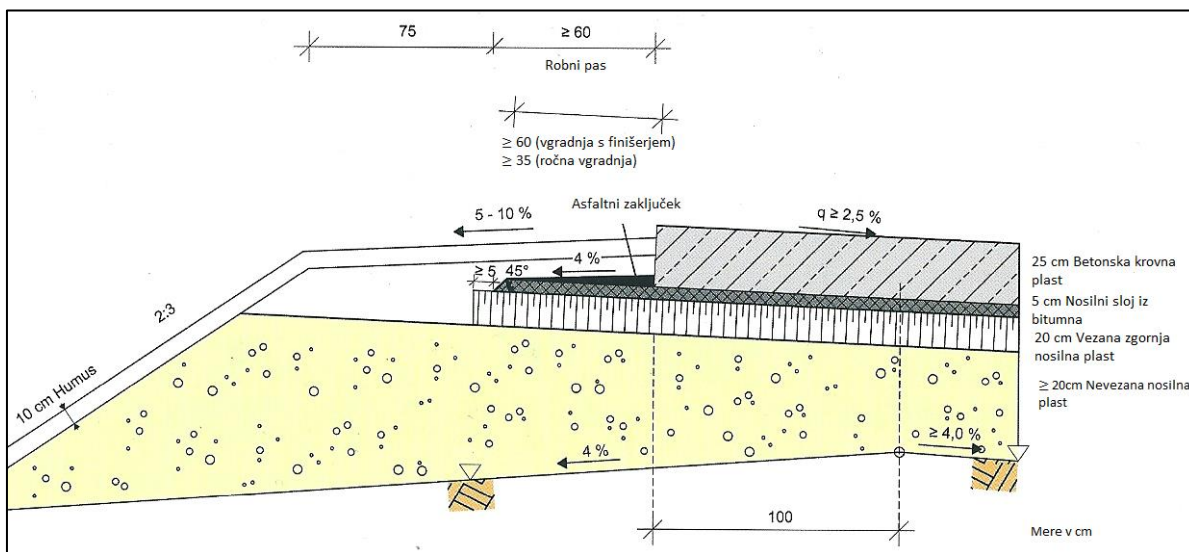 75
≥ 60
Robni pas
≥ 60 (vgradnja s finišerjem)
≥ 35 (ročna vgradnja)
Asfaltni zaključek
5 - 10 %
q ≥ 2,5 %
≥ 5
45°
4 %
25 cm Betonska krovna
plast
5 cm Nosilni sloj iz
bitumna
20 cm Vezana zgornja
nosilna plast
≥ 20cm Nevezana nosilna
plast
2:3
10 cm Humus
4 %
≥ 4,0 %
100
Mere v cm